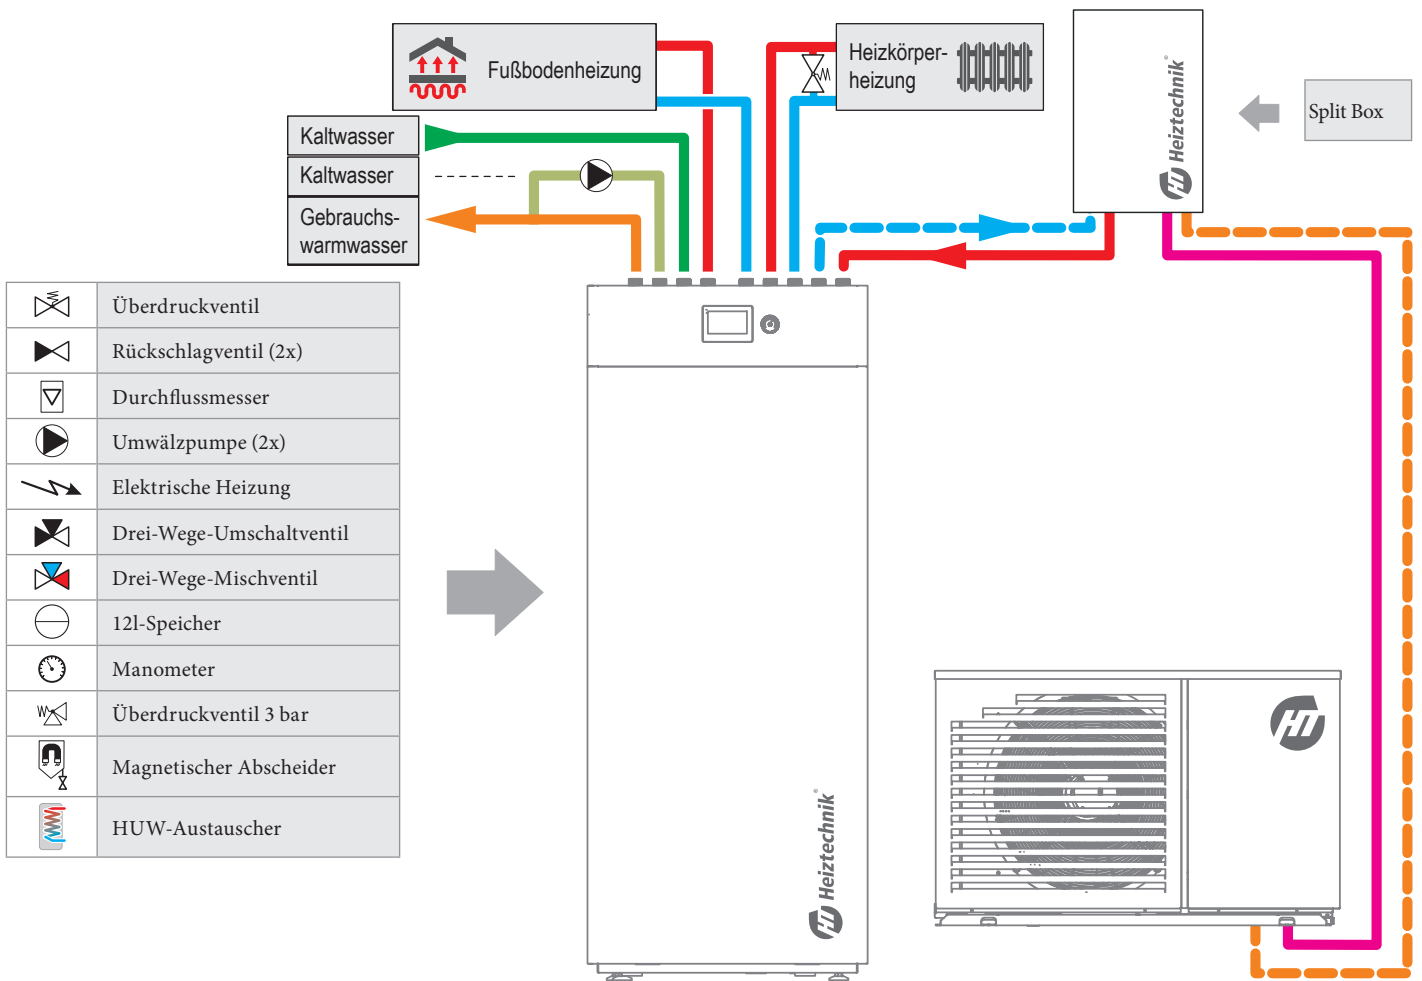 Fußbodenheizung
Heizkörper-
heizung
Heiztechnik®
Split Box
Kaltwasser
Kaltwasser
Gebrauchs-
warmwasser
Überdruckventil
Rückschlagventil (2x)
Durchflussmesser
Umwälzpumpe (2x)
Elektrische Heizung
Drei-Wege-Umschaltventil
Drei-Wege-Mischventil
12l-Speicher
Manometer
Überdruckventil 3 bar
Magnetischer Abscheider
HUW-Austauscher
Heiztechnik®
HT